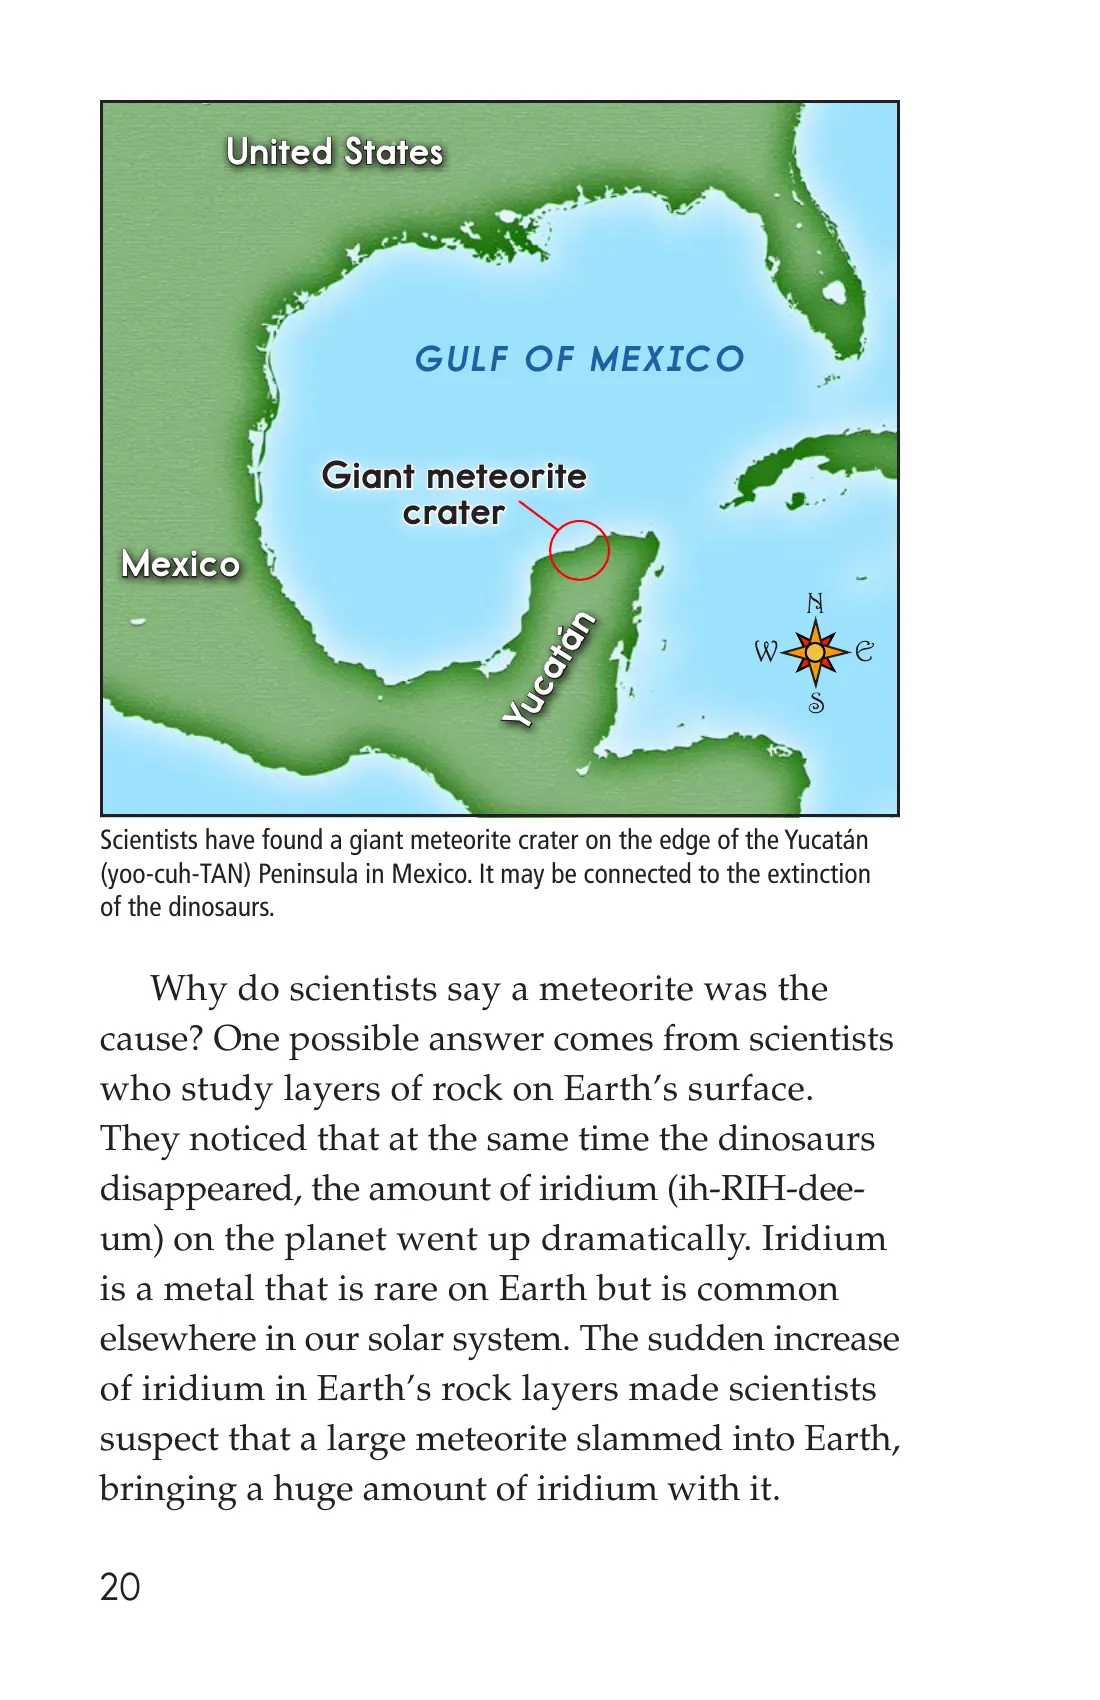 United States
GULF OF MEXICO
Giant meteorite
crater
Mexico
Yucatán
N
W
E
S
Scientists have found a giant meteorite crater on the edge of the Yucatán
(yoo-cuh-TAN) Peninsula in Mexico. It may be connected to the extinction
of the dinosaurs.
Why do scientists say a meteorite was the
cause? One possible answer comes from scientists
who study layers of rock on Earth’s surface.
They noticed that at the same time the dinosaurs
disappeared, the amount of iridium (ih-RIH-dee-
um) on the planet went up dramatically. Iridium
is a metal that is rare on Earth but is common
elsewhere in our solar system. The sudden increase
of iridium in Earth’s rock layers made scientists
suspect that a large meteorite slammed into Earth,
bringing a huge amount of iridium with it.
20